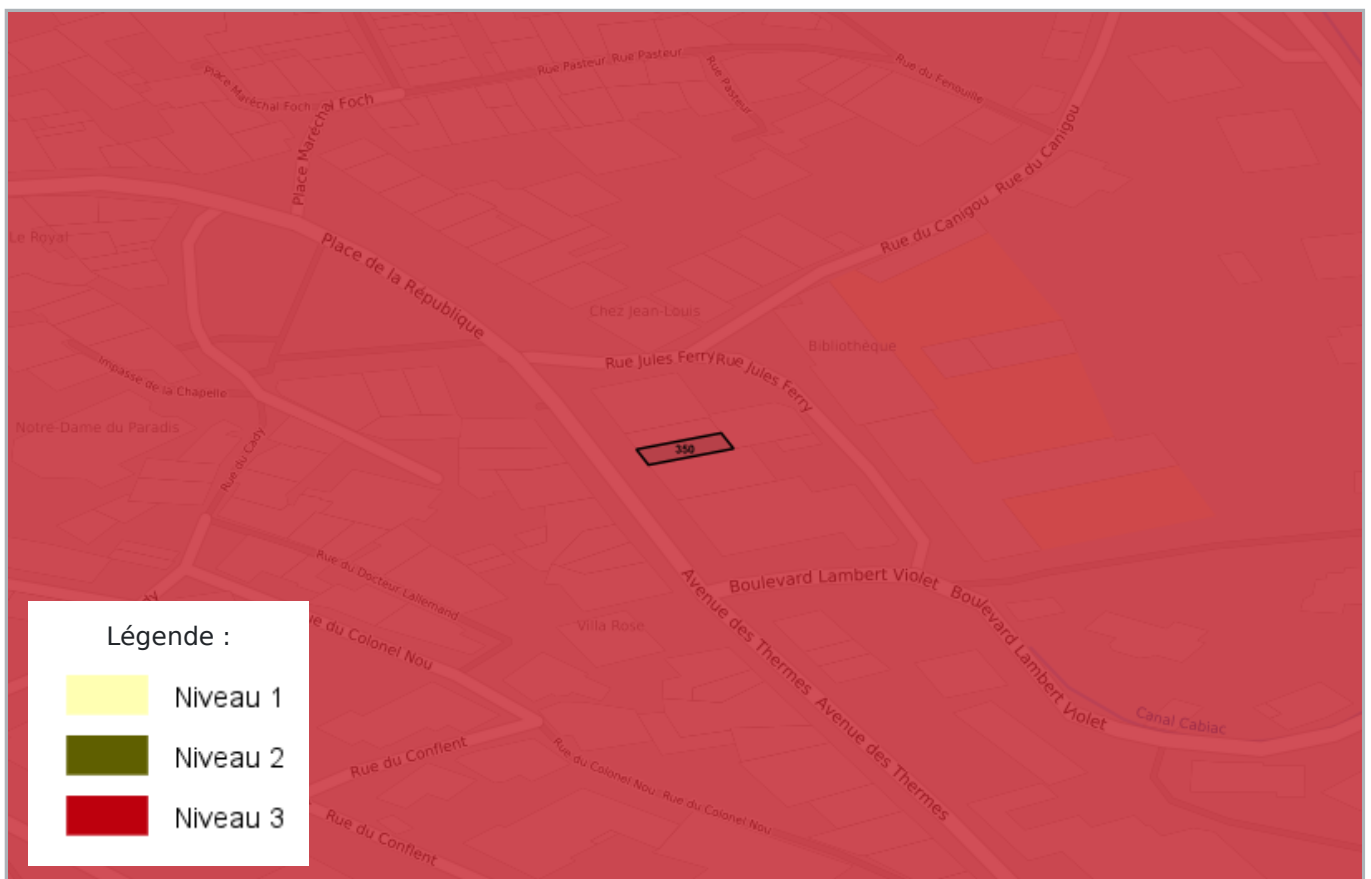 Rue Pasteur
Rue Pasteur
Rue du Fenouille
Place Maréchal Foch
Foch
Rue Pasteur
Place Maréchal
Rue du Canigou
Rue du Canigou
Le Royal
Place de la République
Chez Jean-Louis
Bibliothèque
Rue Jules Ferry
Rue Jules Ferry
Impasse de la Chapelle
Notre-Dame du Paradis
Rue du Cady
350
Rue du Docteur Lallemand
Avenue des Thermes
Boulevard Lambert Violet
Boulevard Lambert Violet
dy
Villa Rose
ue du Colonel Nou
Légende :
Niveau 1
Niveau 2
Niveau 3
Avenue des Thermes
Canal Cablac
Rue du Conflent
Rue du Colonel Nou
Rue du Colonel Nou
Rue du Conflent